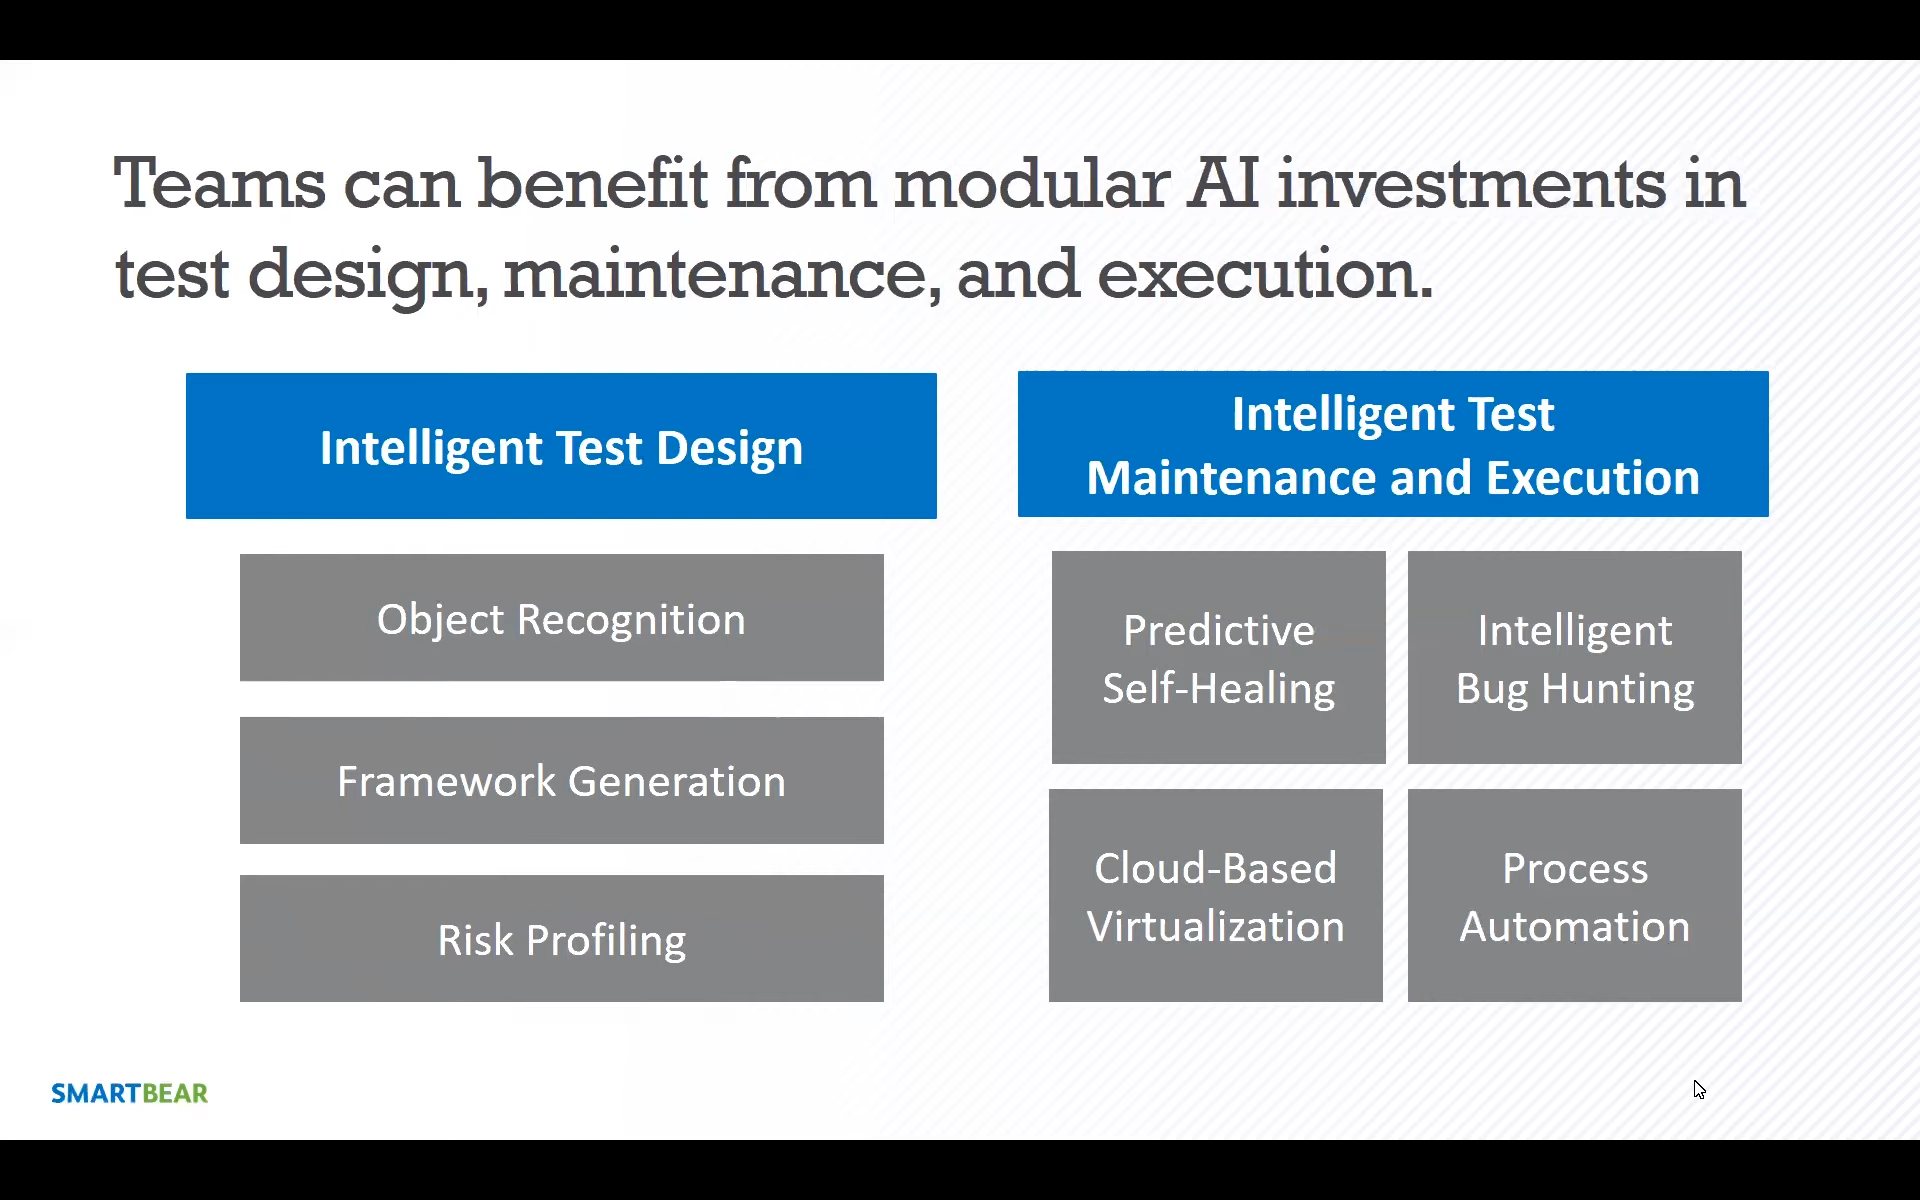 Teams can benefit from modular AI investments in
test design, maintenance, and execution.
Intelligent Test Design
Object Recognition
Framework Generation
Risk Profiling
Intelligent Test
Maintenance and Execution
Predictive
Self-Healing
Intelligent
Bug Hunting
Cloud-Based
Virtualization
Process
Automation
SMARTBEAR